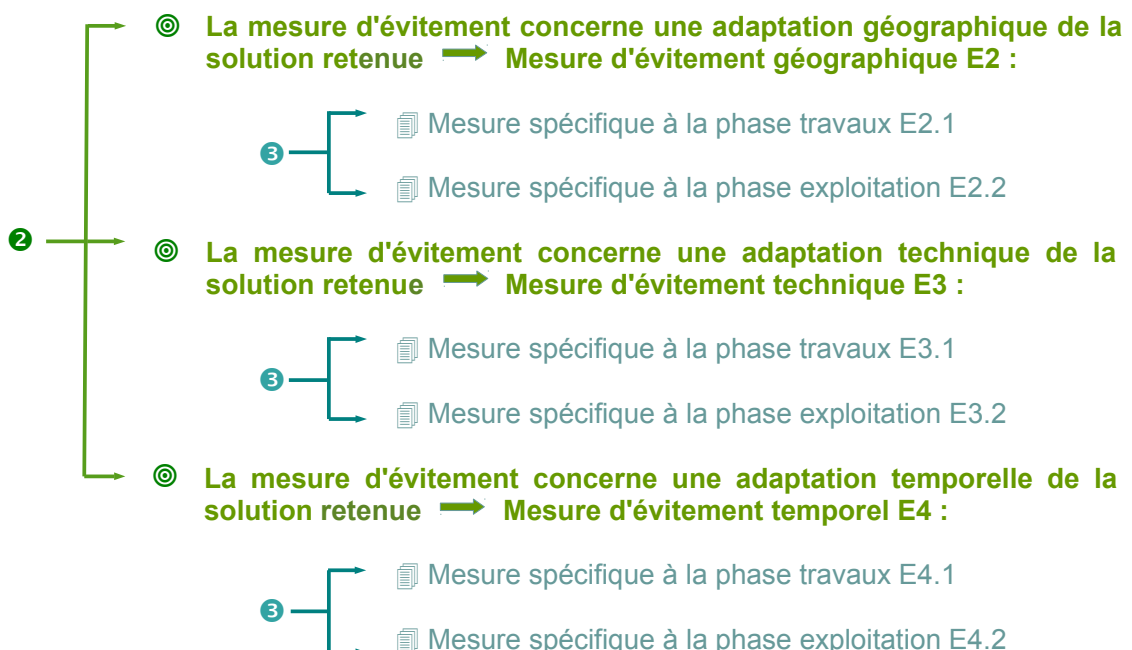 La mesure d'évitement concerne une adaptation géographique de la
solution retenue Mesure d'évitement géographique E2 :
Mesure spécifique à la phase travaux E2.1
3
Mesure spécifique à la phase exploitation E2.2
2
La mesure d'évitement concerne une adaptation technique de la
solution retenue Mesure d'évitement technique E3 :
Mesure spécifique à la phase travaux E3.1
3
Mesure spécifique à la phase exploitation E3.2
La mesure d'évitement concerne une adaptation temporelle de la
solution retenue Mesure d'évitement temporel E4 :
Mesure spécifique à la phase travaux E4.1
3
Mesure spécifique à la phase exploitation E4.2